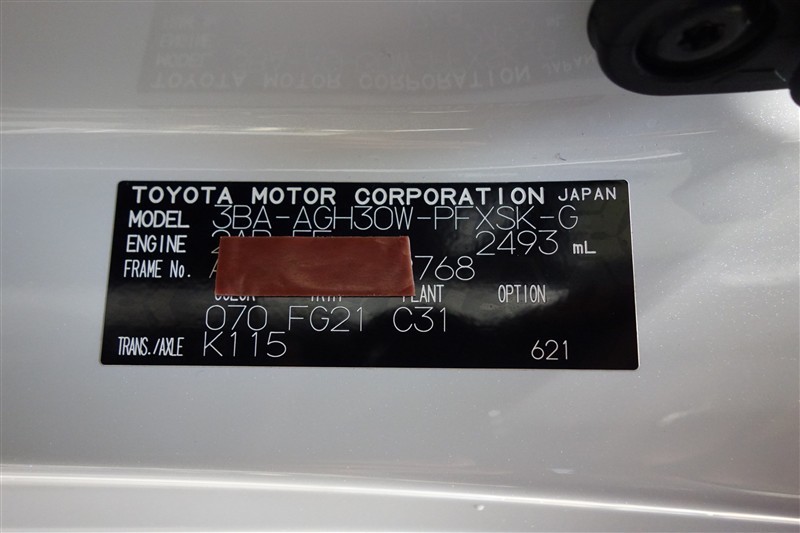 TOYOTA MOTOR CORPORATION JAPAN
MODEL 3BA-AGH30W-PFXSK-G
ENGINE 2493 mL
FRAME No. 768
PLANT OPTION
070 FG21 C31
TRANS./AXLE K115 621